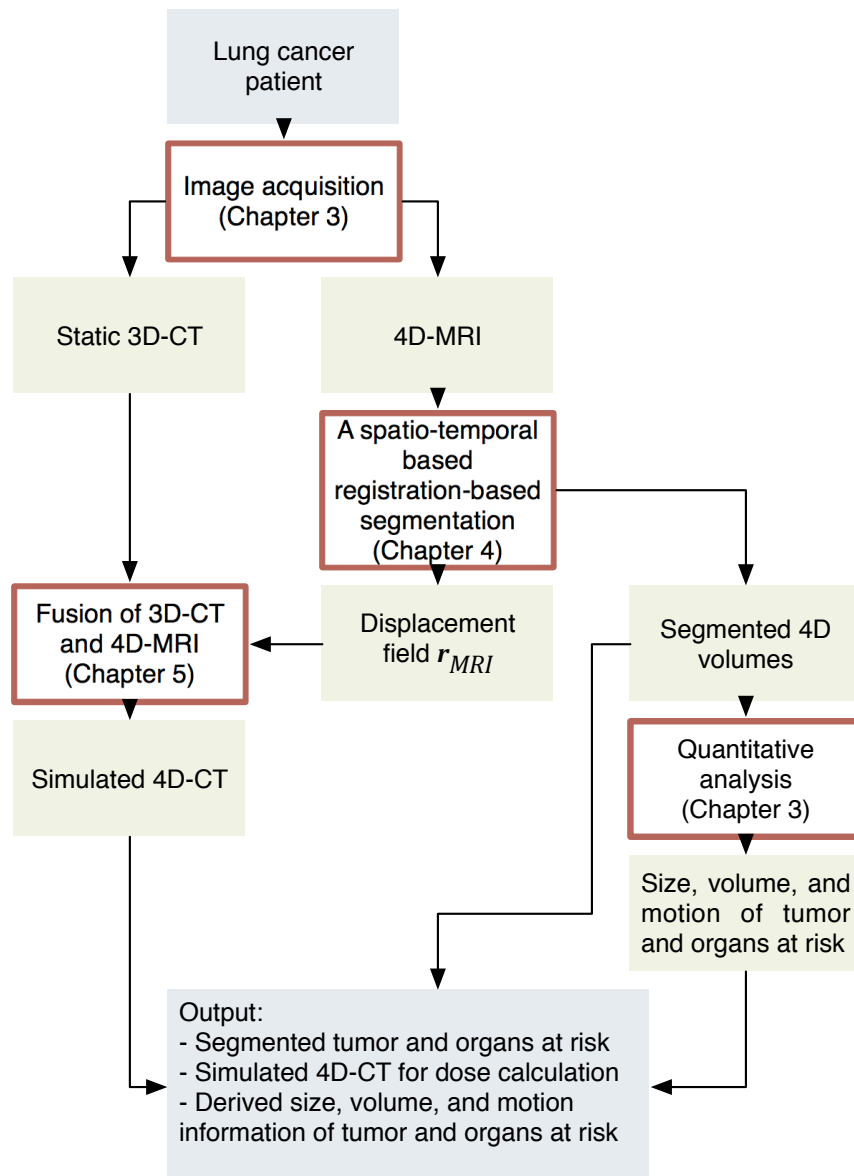 Lung cancer
patient
Image acquisition
(Chapter 3)
Static 3D-CT
4D-MRI
A spatio-temporal
based
registration-based
segmentation
(Chapter 4)
Fusion of 3D-CT
and 4D-MRI
(Chapter 5)
Displacement
field r_MRI
Segmented 4D
volumes
Simulated 4D-CT
Quantitative
analysis
(Chapter 3)
Size, volume, and
motion of tumor
and organs at risk
Output:
- Segmented tumor and organs at risk
- Simulated 4D-CT for dose calculation
- Derived size, volume, and motion
information of tumor and organs at risk